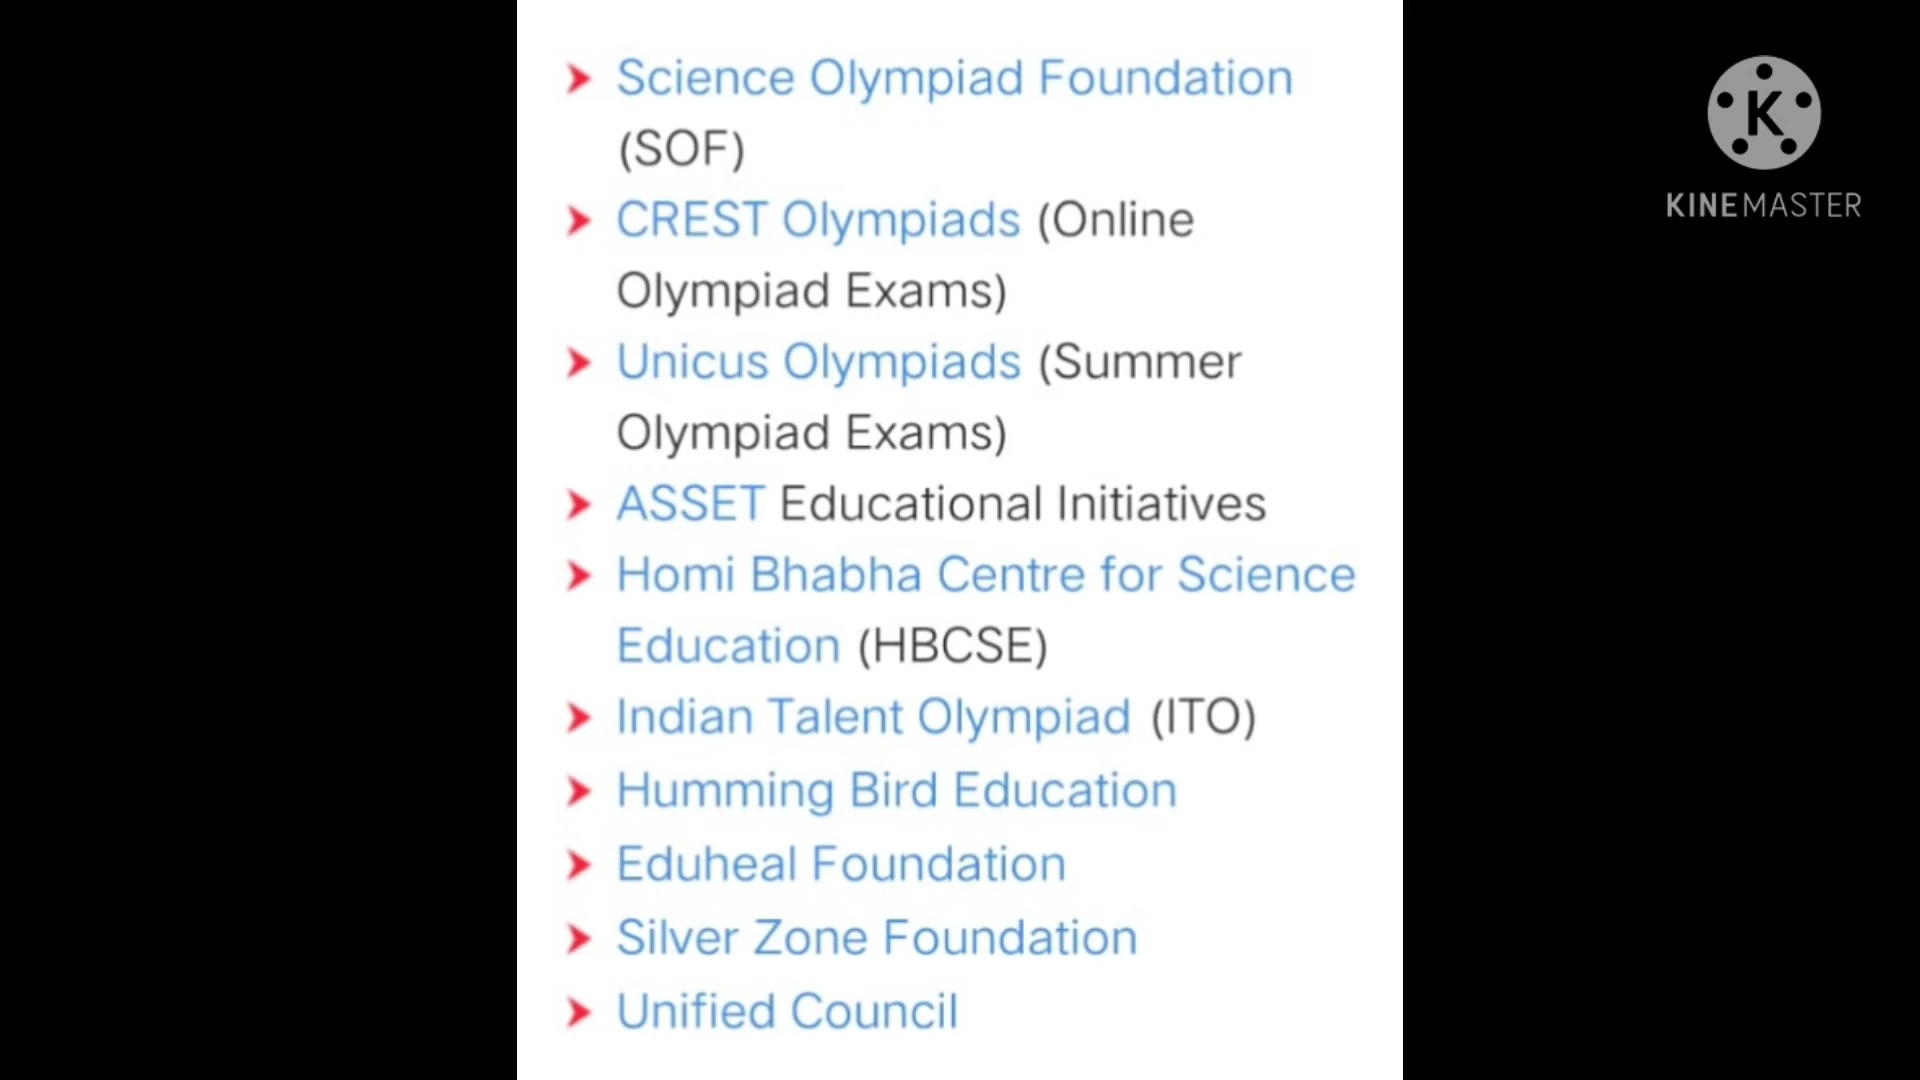 Science Olympiad Foundation
(SOF)
CREST Olympiads (Online
Olympiad Exams)
Unicus Olympiads (Summer
Olympiad Exams)
ASSET Educational Initiatives
Homi Bhabha Centre for Science
Education (HBCSE)
Indian Talent Olympiad (ITO)
Humming Bird Education
Eduheal Foundation
Silver Zone Foundation
Unified Council
K
KINEMASTER